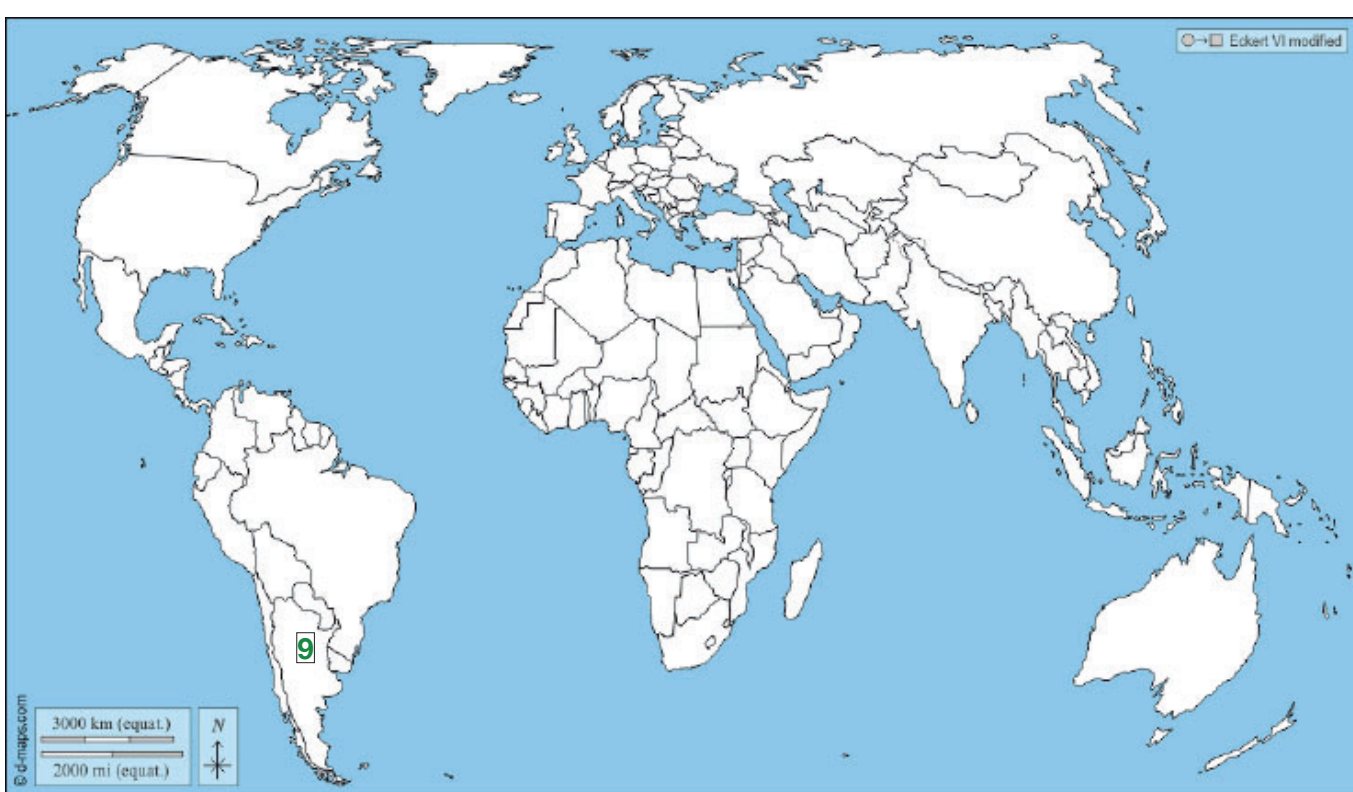 Eckert VI modified
9
© d-maps.com
3000 km (equat.)
2000 mi (equat.)
N